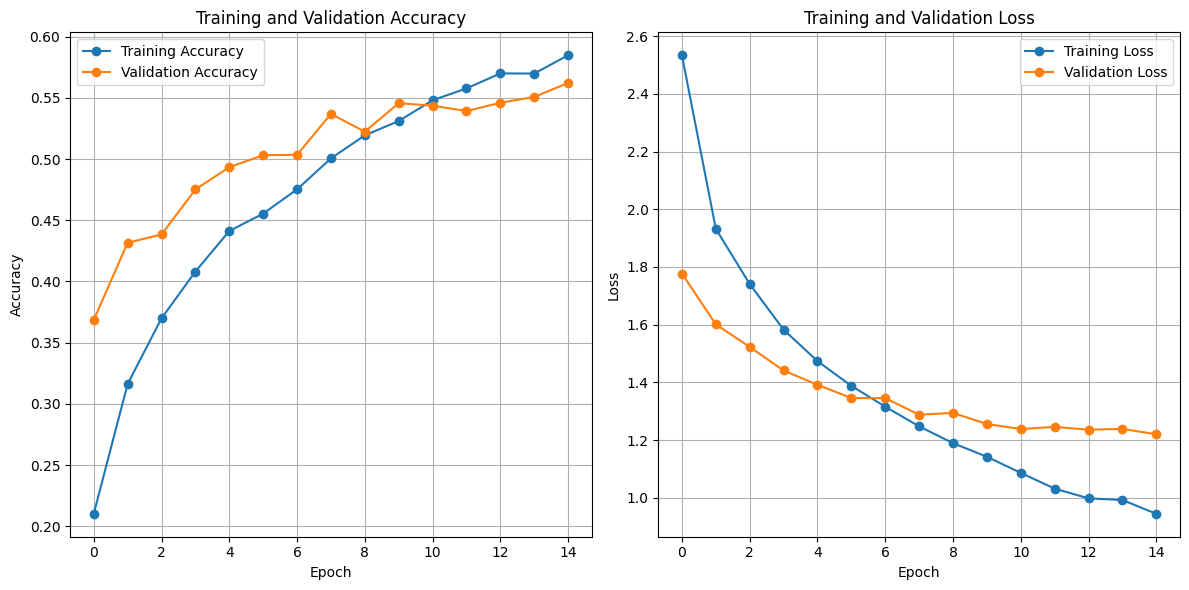 Training and Validation Accuracy
Training Accuracy
Validation Accuracy
0.60
0.55
0.50
0.45
0.40
0.35
0.30
0.25
0.20
Accuracy
0 2 4 6 8 10 12 14
Epoch
Training and Validation Loss
Training Loss
Validation Loss
2.6
2.4
2.2
2.0
1.8
1.6
1.4
1.2
1.0
Loss
0 2 4 6 8 10 12 14
Epoch